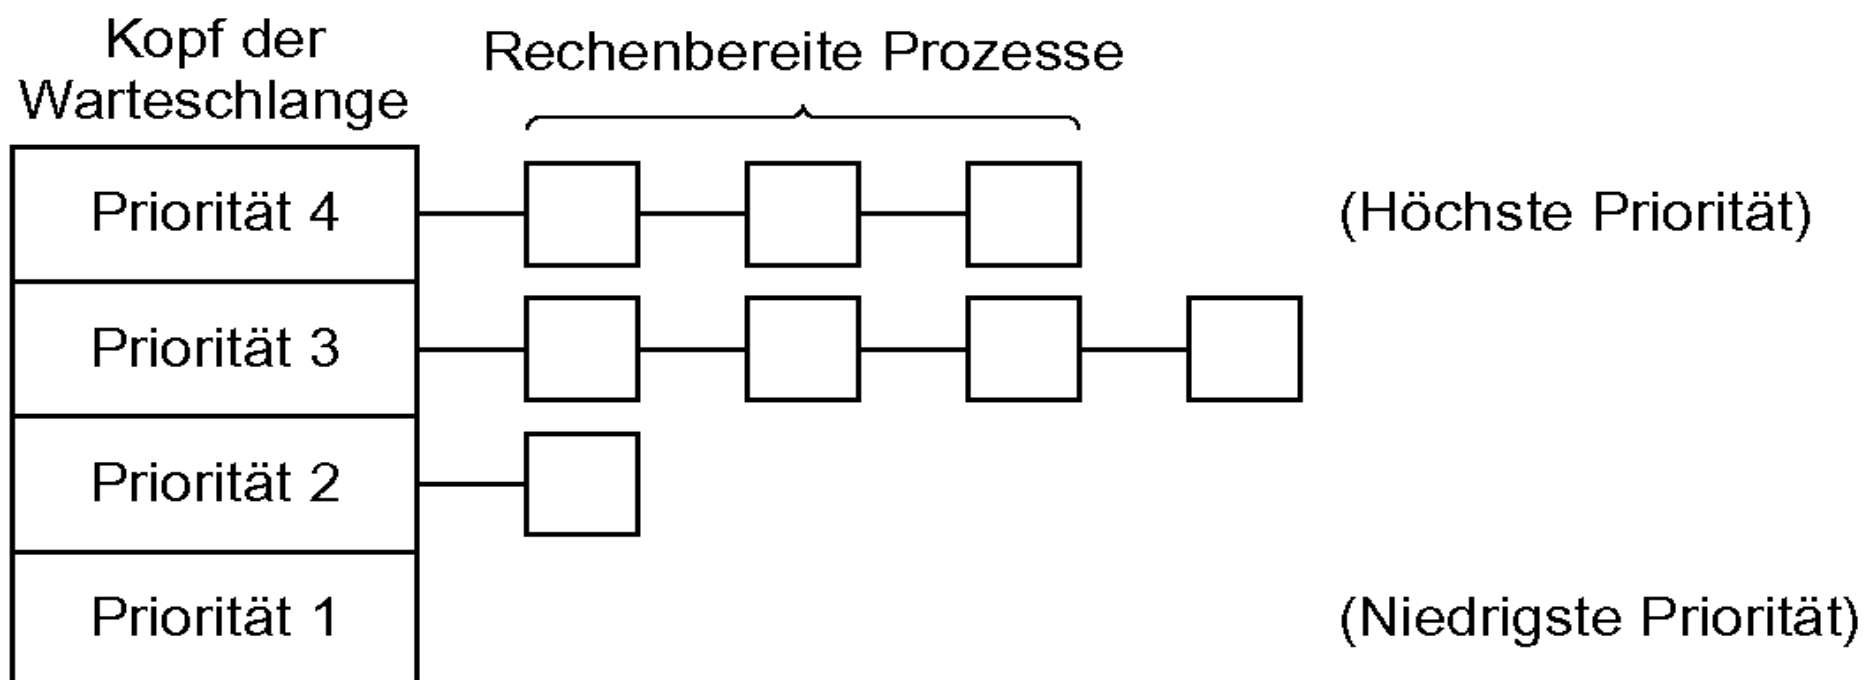 Kopf der
Warteschlange
Rechenbereite Prozesse
Priorität 4
(Höchste Priorität)
Priorität 3
Priorität 2
Priorität 1
(Niedrigste Priorität)